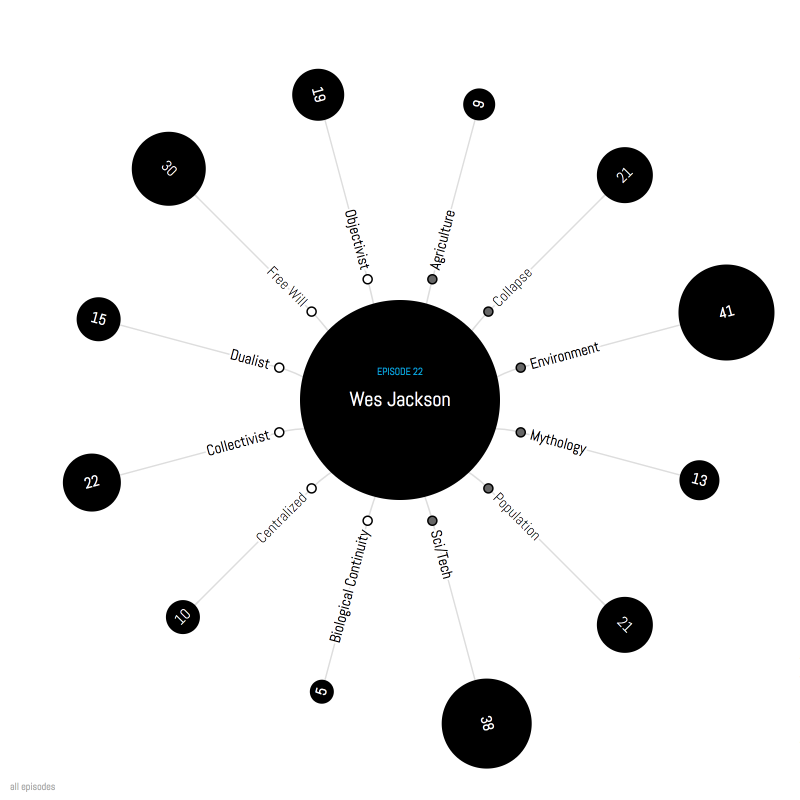 EPISODE 22
Wes Jackson
Agriculture
9
Collapse
21
Environment
41
Mythology
13
Population
21
Sci/Tech
38
Biological Continuity
5
Centralized
10
Collectivist
22
Dualist
15
Free Will
30
Objectivist
19
all episodes